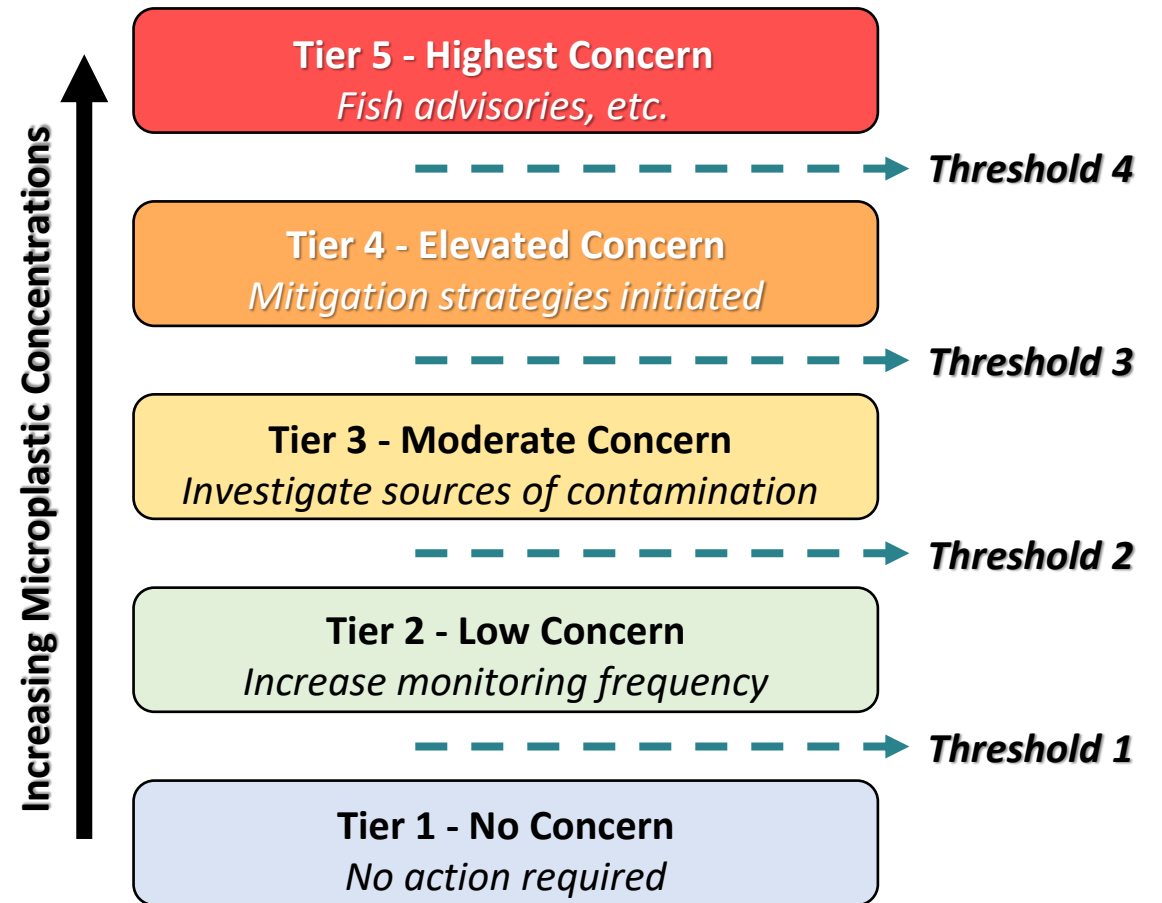 Increasing Microplastic Concentrations
Tier 5 - Highest Concern
Fish advisories, etc.
Threshold 4
Tier 4 - Elevated Concern
Mitigation strategies initiated
Threshold 3
Tier 3 - Moderate Concern
Investigate sources of contamination
Threshold 2
Tier 2 - Low Concern
Increase monitoring frequency
Threshold 1
Tier 1 - No Concern
No action required